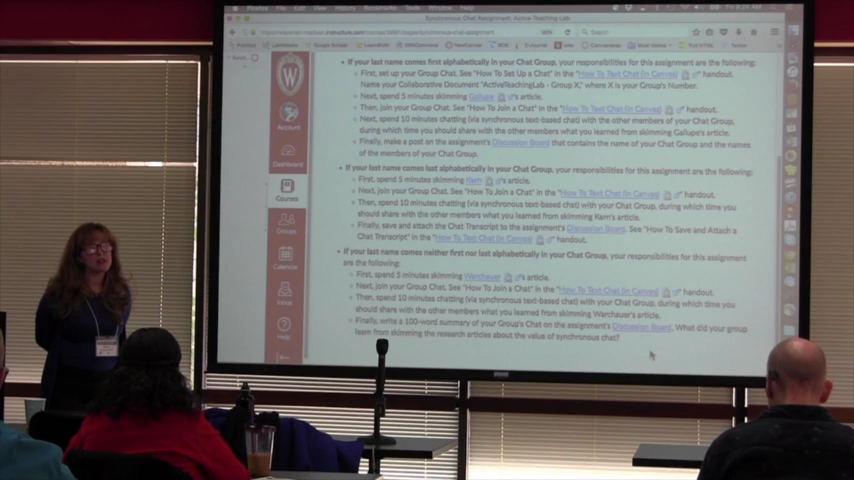 Firefox File Edit View History Bookmarks Tools Window Help
Fri 9:24 AM
Synchronous Chat Assignment: Active Teaching Lab
Search
Google Scholar
Most Visited
Account
Dashboard
Courses
Groups
Calendar
Inbox
Help
If your last name comes first alphabetically in your Chat Group, your responsibilities for this assignment are the following:
First, set up your Group Chat. See "How To Set Up a Chat" in the "How To Text Chat (in Canvas)" handout.
Name your Collaborative Document "ActiveTeachingLab - Group X," where X is your Group's Number.
Next, spend 5 minutes skimming Gallupe's article.
Then, join your Group Chat. See "How To Join a Chat" in the "How To Text Chat (in Canvas)" handout.
Next, spend 10 minutes chatting (via synchronous text-based chat) with the other members of your Chat Group,
during which time you should share with the other members what you learned from skimming Gallupe's article.
Finally, make a post on the assignment's Discussion Board that contains the name of your Chat Group and the names
of the members of your Chat Group.
If your last name comes last alphabetically in your Chat Group, your responsibilities for this assignment are the following:
First, spend 5 minutes skimming Kern's article.
Next, join your Group Chat. See "How To Join a Chat" in the "How To Text Chat (in Canvas)" handout.
Then, spend 10 minutes chatting (via synchronous text-based chat) with your Chat Group, during which time you
should share with the other members what you learned from skimming Kern's article.
Finally, save and attach the Chat Transcript to the assignment's Discussion Board. See "How To Save and Attach a
Chat Transcript" in the "How To Text Chat (in Canvas)" handout.
If your last name comes neither first nor last alphabetically in your Chat Group, your responsibilities for this assignment
are the following:
First, spend 5 minutes skimming Warchauer's article.
Next, join your Group Chat. See "How To Join a Chat" in the "How To Text Chat (in Canvas)" handout.
Then, spend 10 minutes chatting (via synchronous text-based chat) with your Chat Group, during which time you
should share with the other members what you learned from skimming Warchauer's article.
Finally, write a 100-word summary of your Group's Chat on the assignment's Discussion Board. What did your group
learn from skimming the research articles about the value of synchronous chat?